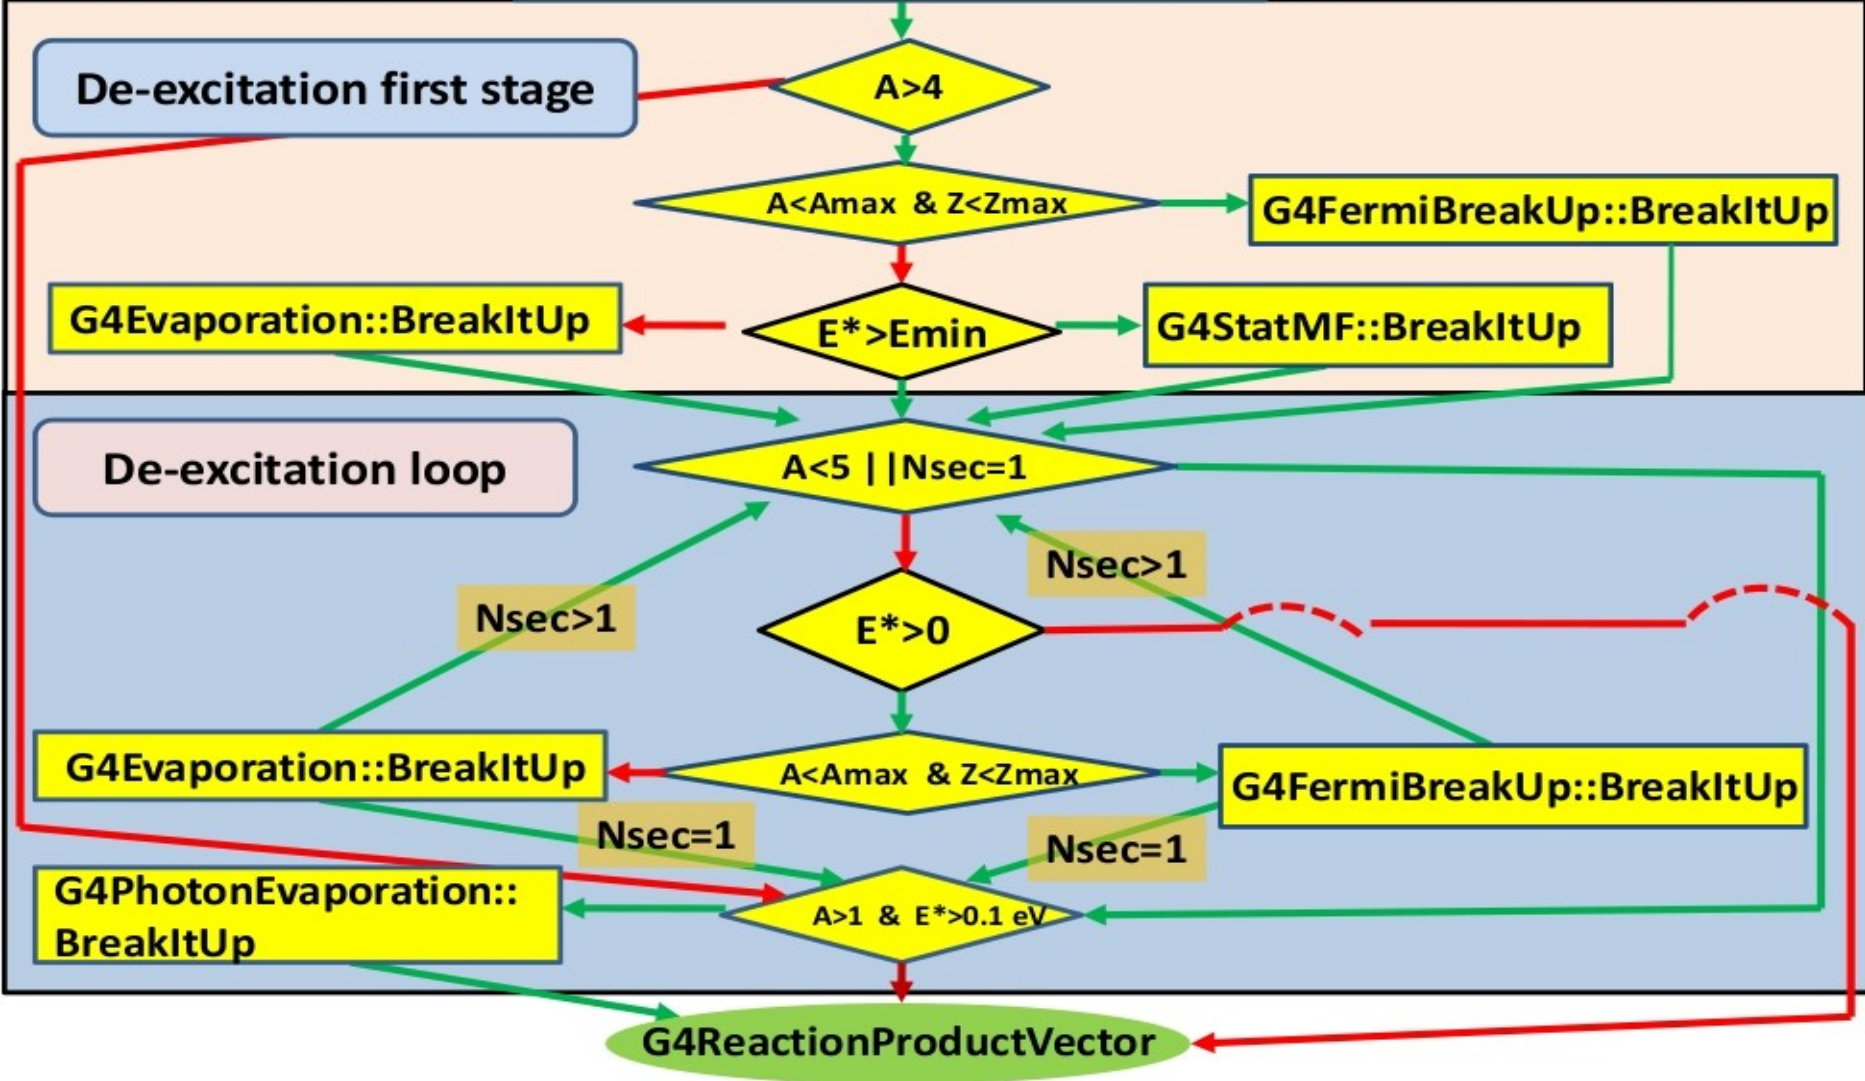 De-excitation first stage
A>4
A<Amax & Z<Zmax
G4FermiBreakUp::BreakItUp
G4Evaporation::BreakItUp
E*>Emin
G4StatMF::BreakItUp
De-excitation loop
A<5 ||Nsec=1
Nsec>1
Nsec>1
E*>0
G4Evaporation::BreakItUp
A<Amax & Z<Zmax
G4FermiBreakUp::BreakItUp
Nsec=1
Nsec=1
G4PhotonEvaporation::
BreakItUp
A>1 & E*>0.1 eV
G4ReactionProductVector